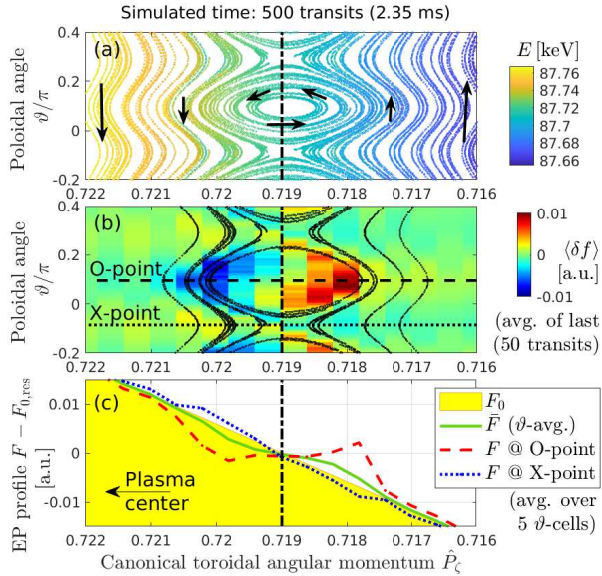 Simulated time: 500 transits (2.35 ms)
(a)
Poloidal angle
ϑ/π
0.4
0.2
0
-0.2
0.722 0.721 0.72 0.719 0.718 0.717 0.716
E [keV]
87.76
87.74
87.72
87.7
87.68
87.66
(b)
Poloidal angle
ϑ/π
0.4
0.2
0
-0.2
O-point
X-point
0.722 0.721 0.72 0.719 0.718 0.717 0.716
0.01
0
-0.01
⟨δf⟩
[a.u.]
(avg. of last
50 transits)
(c)
EP profile F − F0,res
[a.u.]
0.01
0
-0.01
Plasma
center
F0
F̄ (ϑ-avg.)
F @ O-point
F @ X-point
(avg. over
5 ϑ-cells)
0.722 0.721 0.72 0.719 0.718 0.717 0.716
Canonical toroidal angular momentum P̂ζ